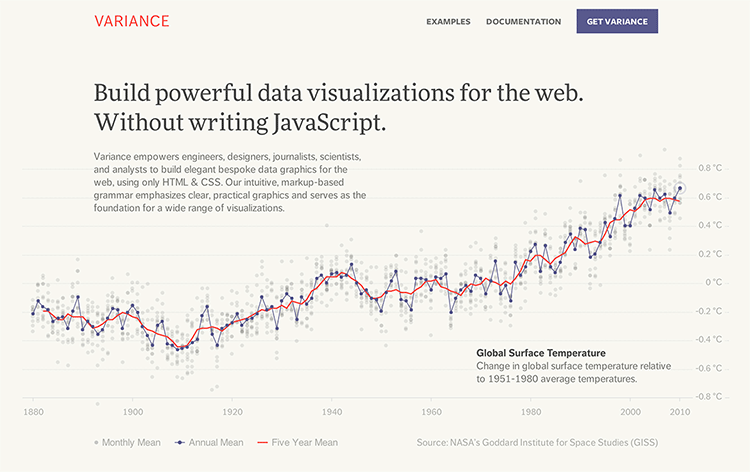 VARIANCE
EXAMPLES DOCUMENTATION GET VARIANCE
Build powerful data visualizations for the web.
Without writing JavaScript.
Variance empowers engineers, designers, journalists, scientists,
and analysts to build elegant bespoke data graphics for the
web, using only HTML & CSS. Our intuitive, markup-based
grammar emphasizes clear, practical graphics and serves as the
foundation for a wide range of visualizations.
0.8 °C
0.6 °C
0.4 °C
0.2 °C
0 °C
-0.2 °C
-0.4 °C
-0.6 °C
-0.8 °C
Global Surface Temperature
Change in global surface temperature relative
to 1951-1980 average temperatures.
1880 1900 1920 1940 1960 1980 2000 2010
Monthly Mean Annual Mean Five Year Mean
Source: NASA's Goddard Institute for Space Studies (GISS)